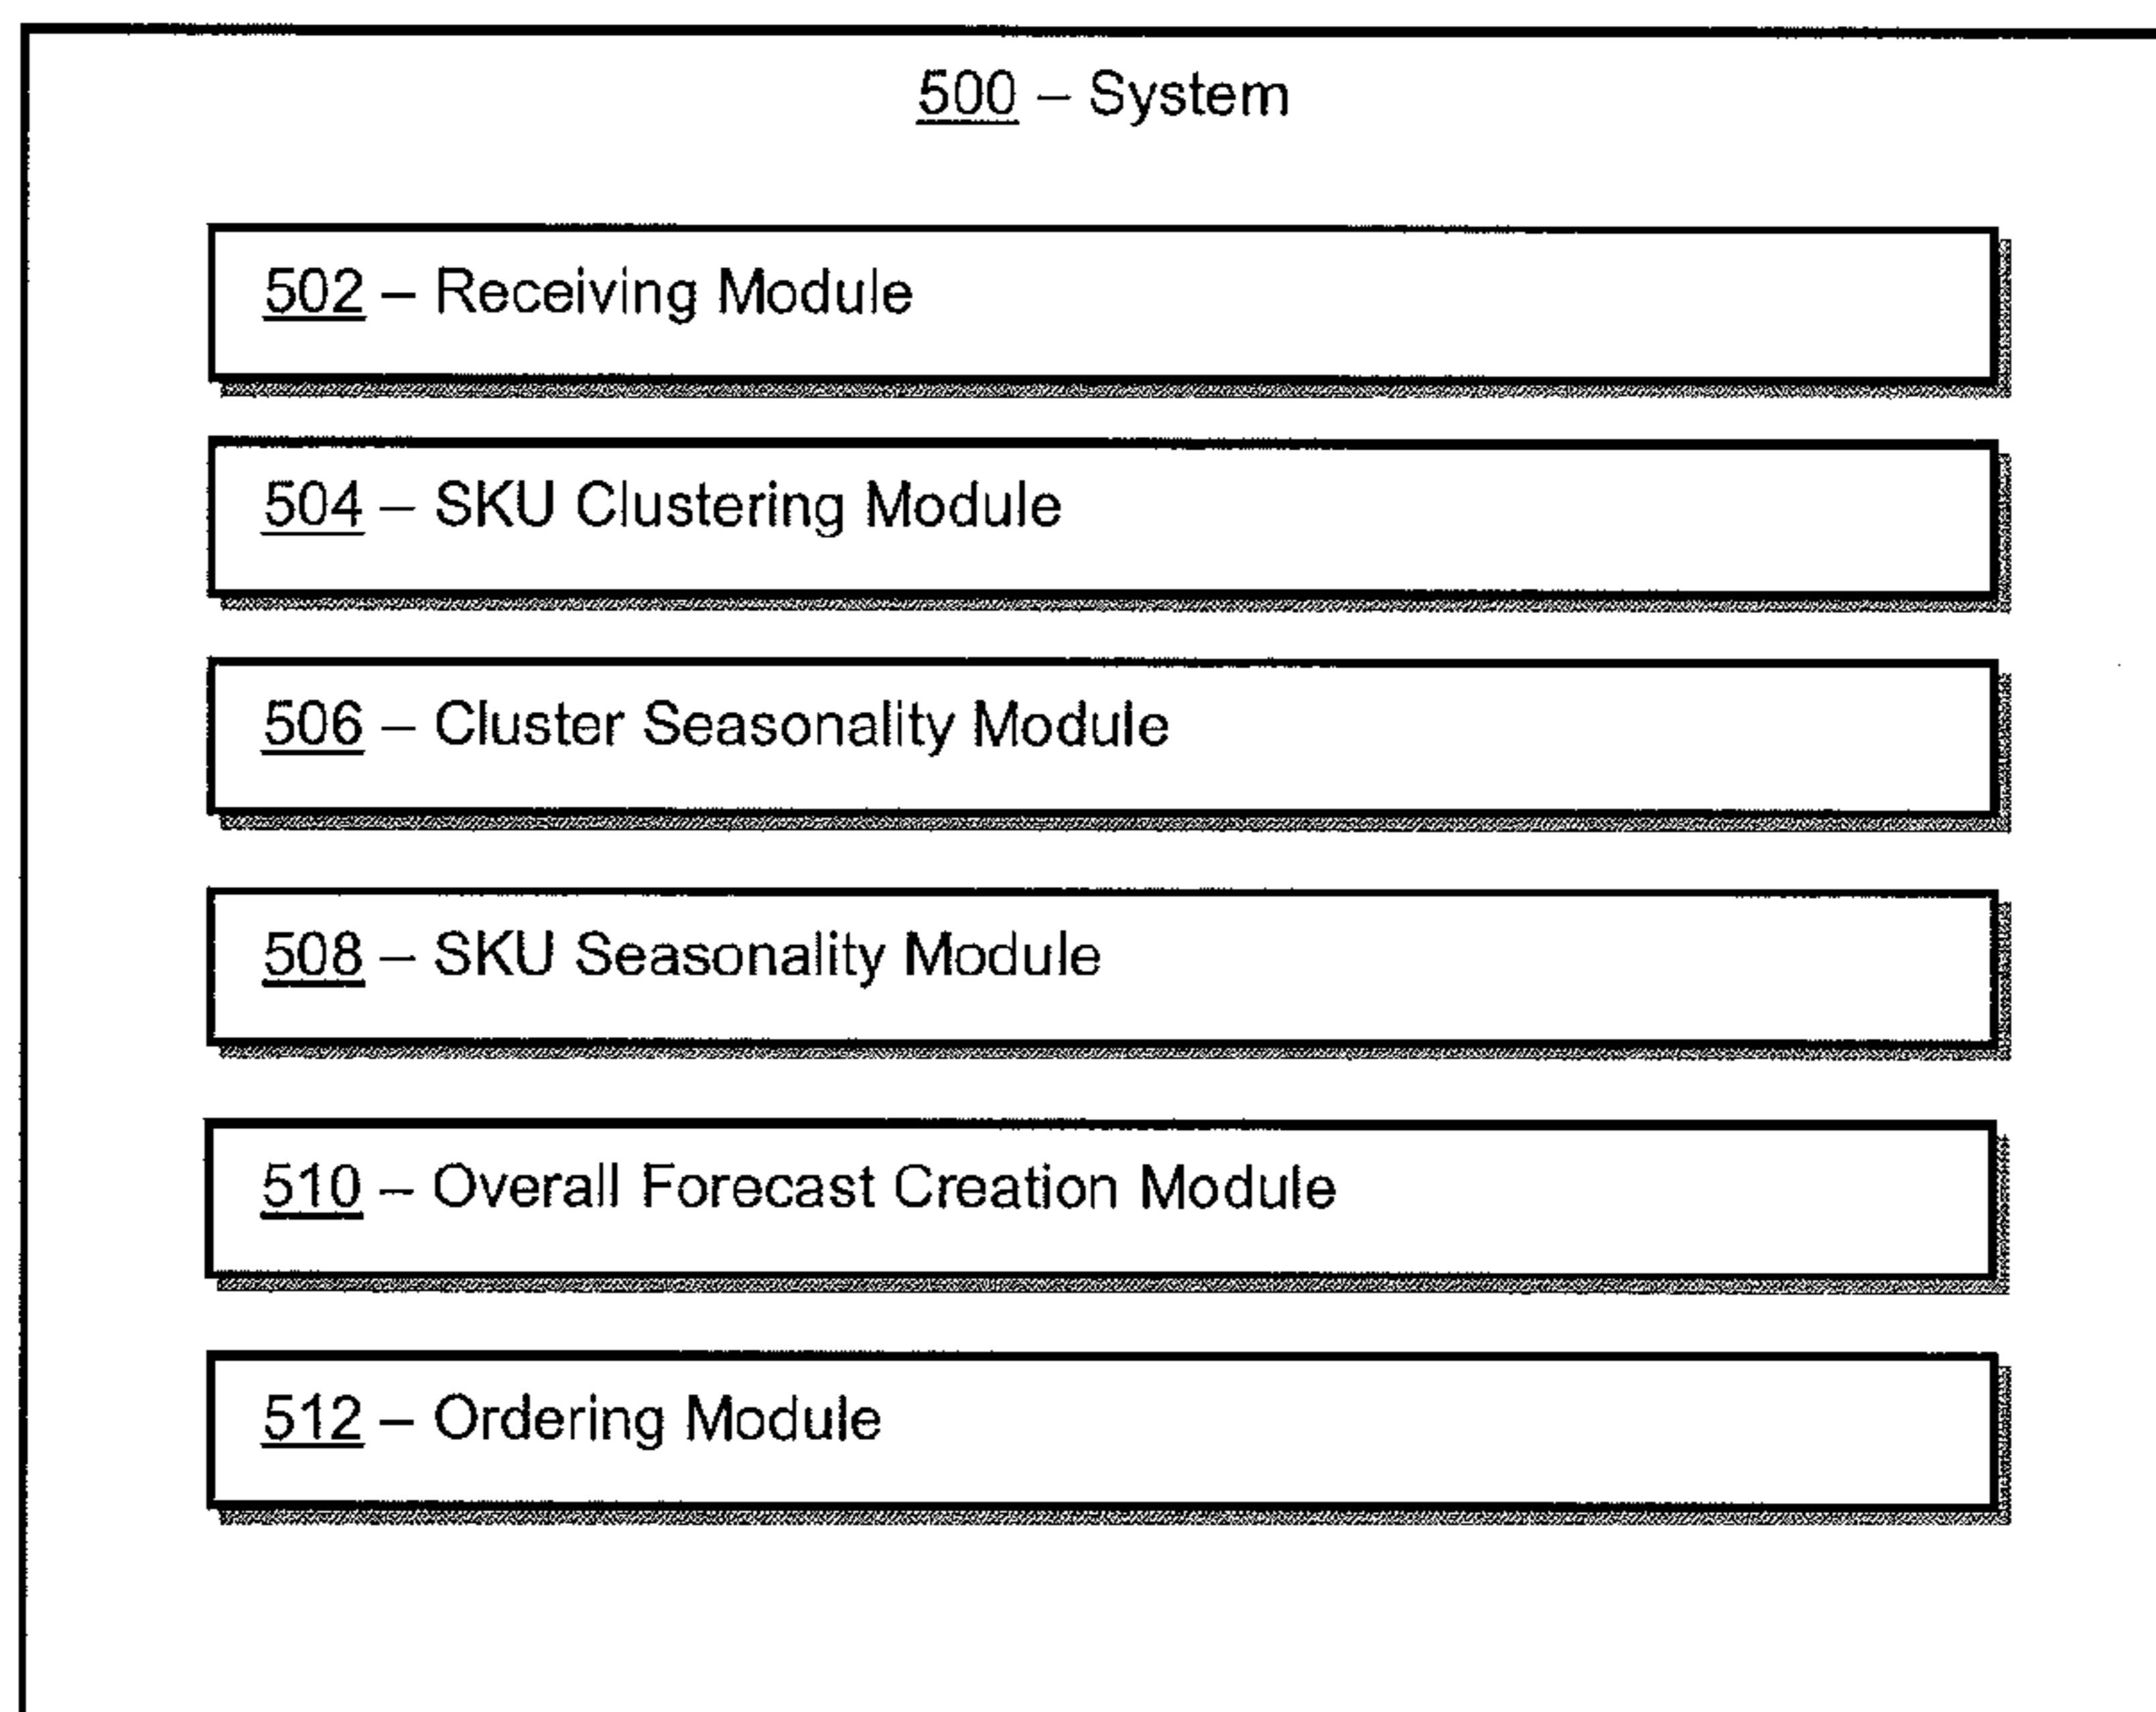 500 – System
502 – Receiving Module
504 – SKU Clustering Module
506 – Cluster Seasonality Module
508 – SKU Seasonality Module
510 – Overall Forecast Creation Module
512 – Ordering Module